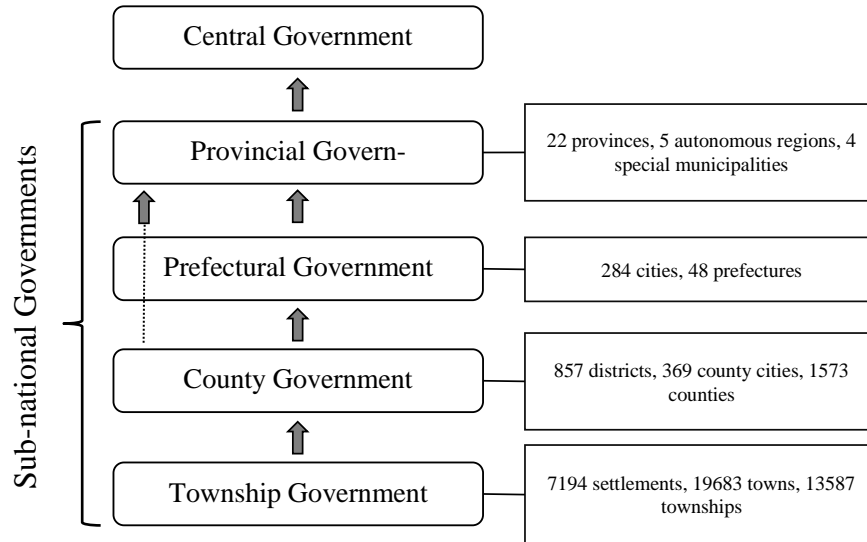 Central Government
Provincial Govern-
22 provinces, 5 autonomous regions, 4
special municipalities
Sub-national Governments
Prefectural Government
284 cities, 48 prefectures
County Government
857 districts, 369 county cities, 1573
counties
Township Government
7194 settlements, 19683 towns, 13587
townships